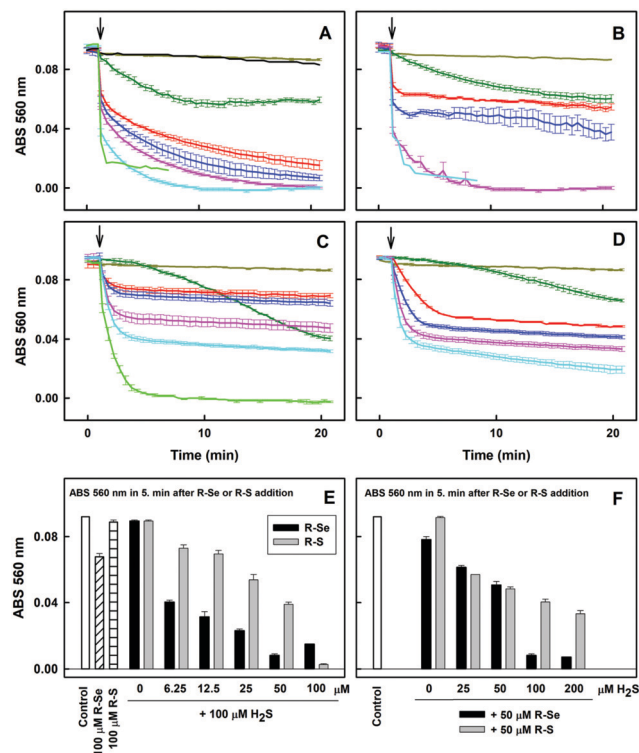 A
B
ABS 560 nm
0.08
0.04
0.00
C
D
ABS 560 nm
0.08
0.04
0.00
0
10
20
0
10
20
Time (min)
Time (min)
ABS 560 nm in 5. min after R-Se or R-S addition
E
ABS 560 nm in 5. min after R-Se or R-S addition
F
R-Se
R-S
ABS 560 nm
0.08
0.04
0.00
Control
100 µM R-Se
100 µM R-S
0 6.25 12.5 25 50 100 µM
+ 100 µM H2S
Control
0 25 50 100 200 µM H2S
+ 50 µM R-Se
+ 50 µM R-S